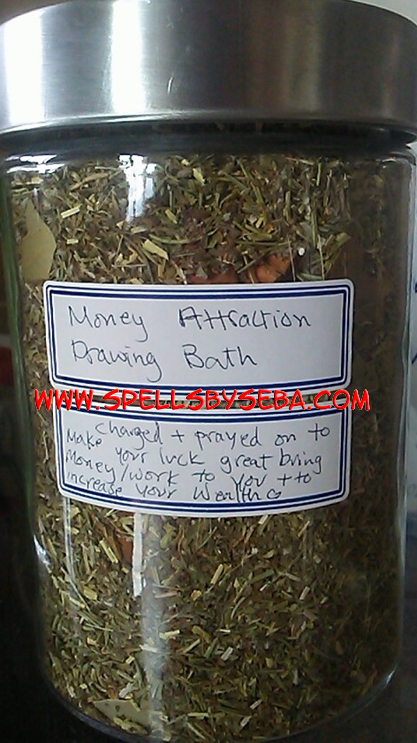 Money Attraction
Drawing Bath
WWW.SPELLSBYSEBA.COM
charged + prayed on to
Make your luck great bring
Money/work to you + to
increase your wealth